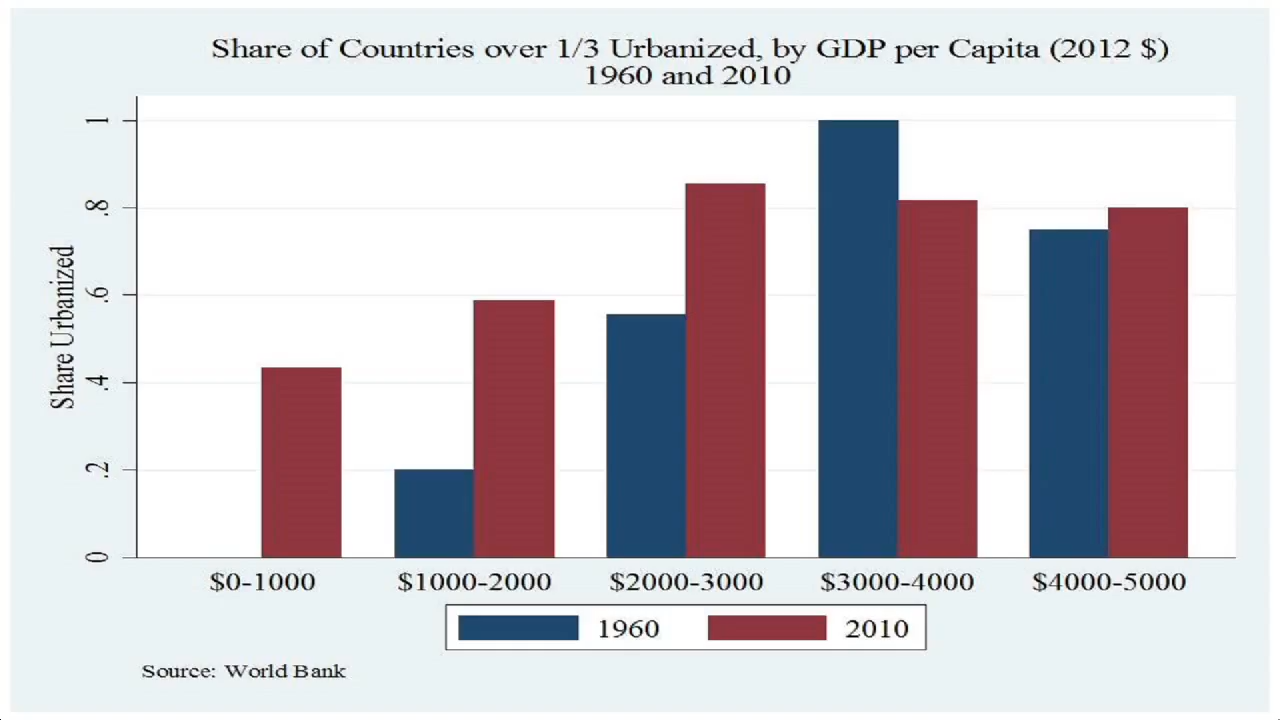 Share of Countries over 1/3 Urbanized, by GDP per Capita (2012 $)
1960 and 2010
Share Urbanized
1
.8
.6
.4
.2
0
$0-1000 $1000-2000 $2000-3000 $3000-4000 $4000-5000
1960 2010
Source: World Bank